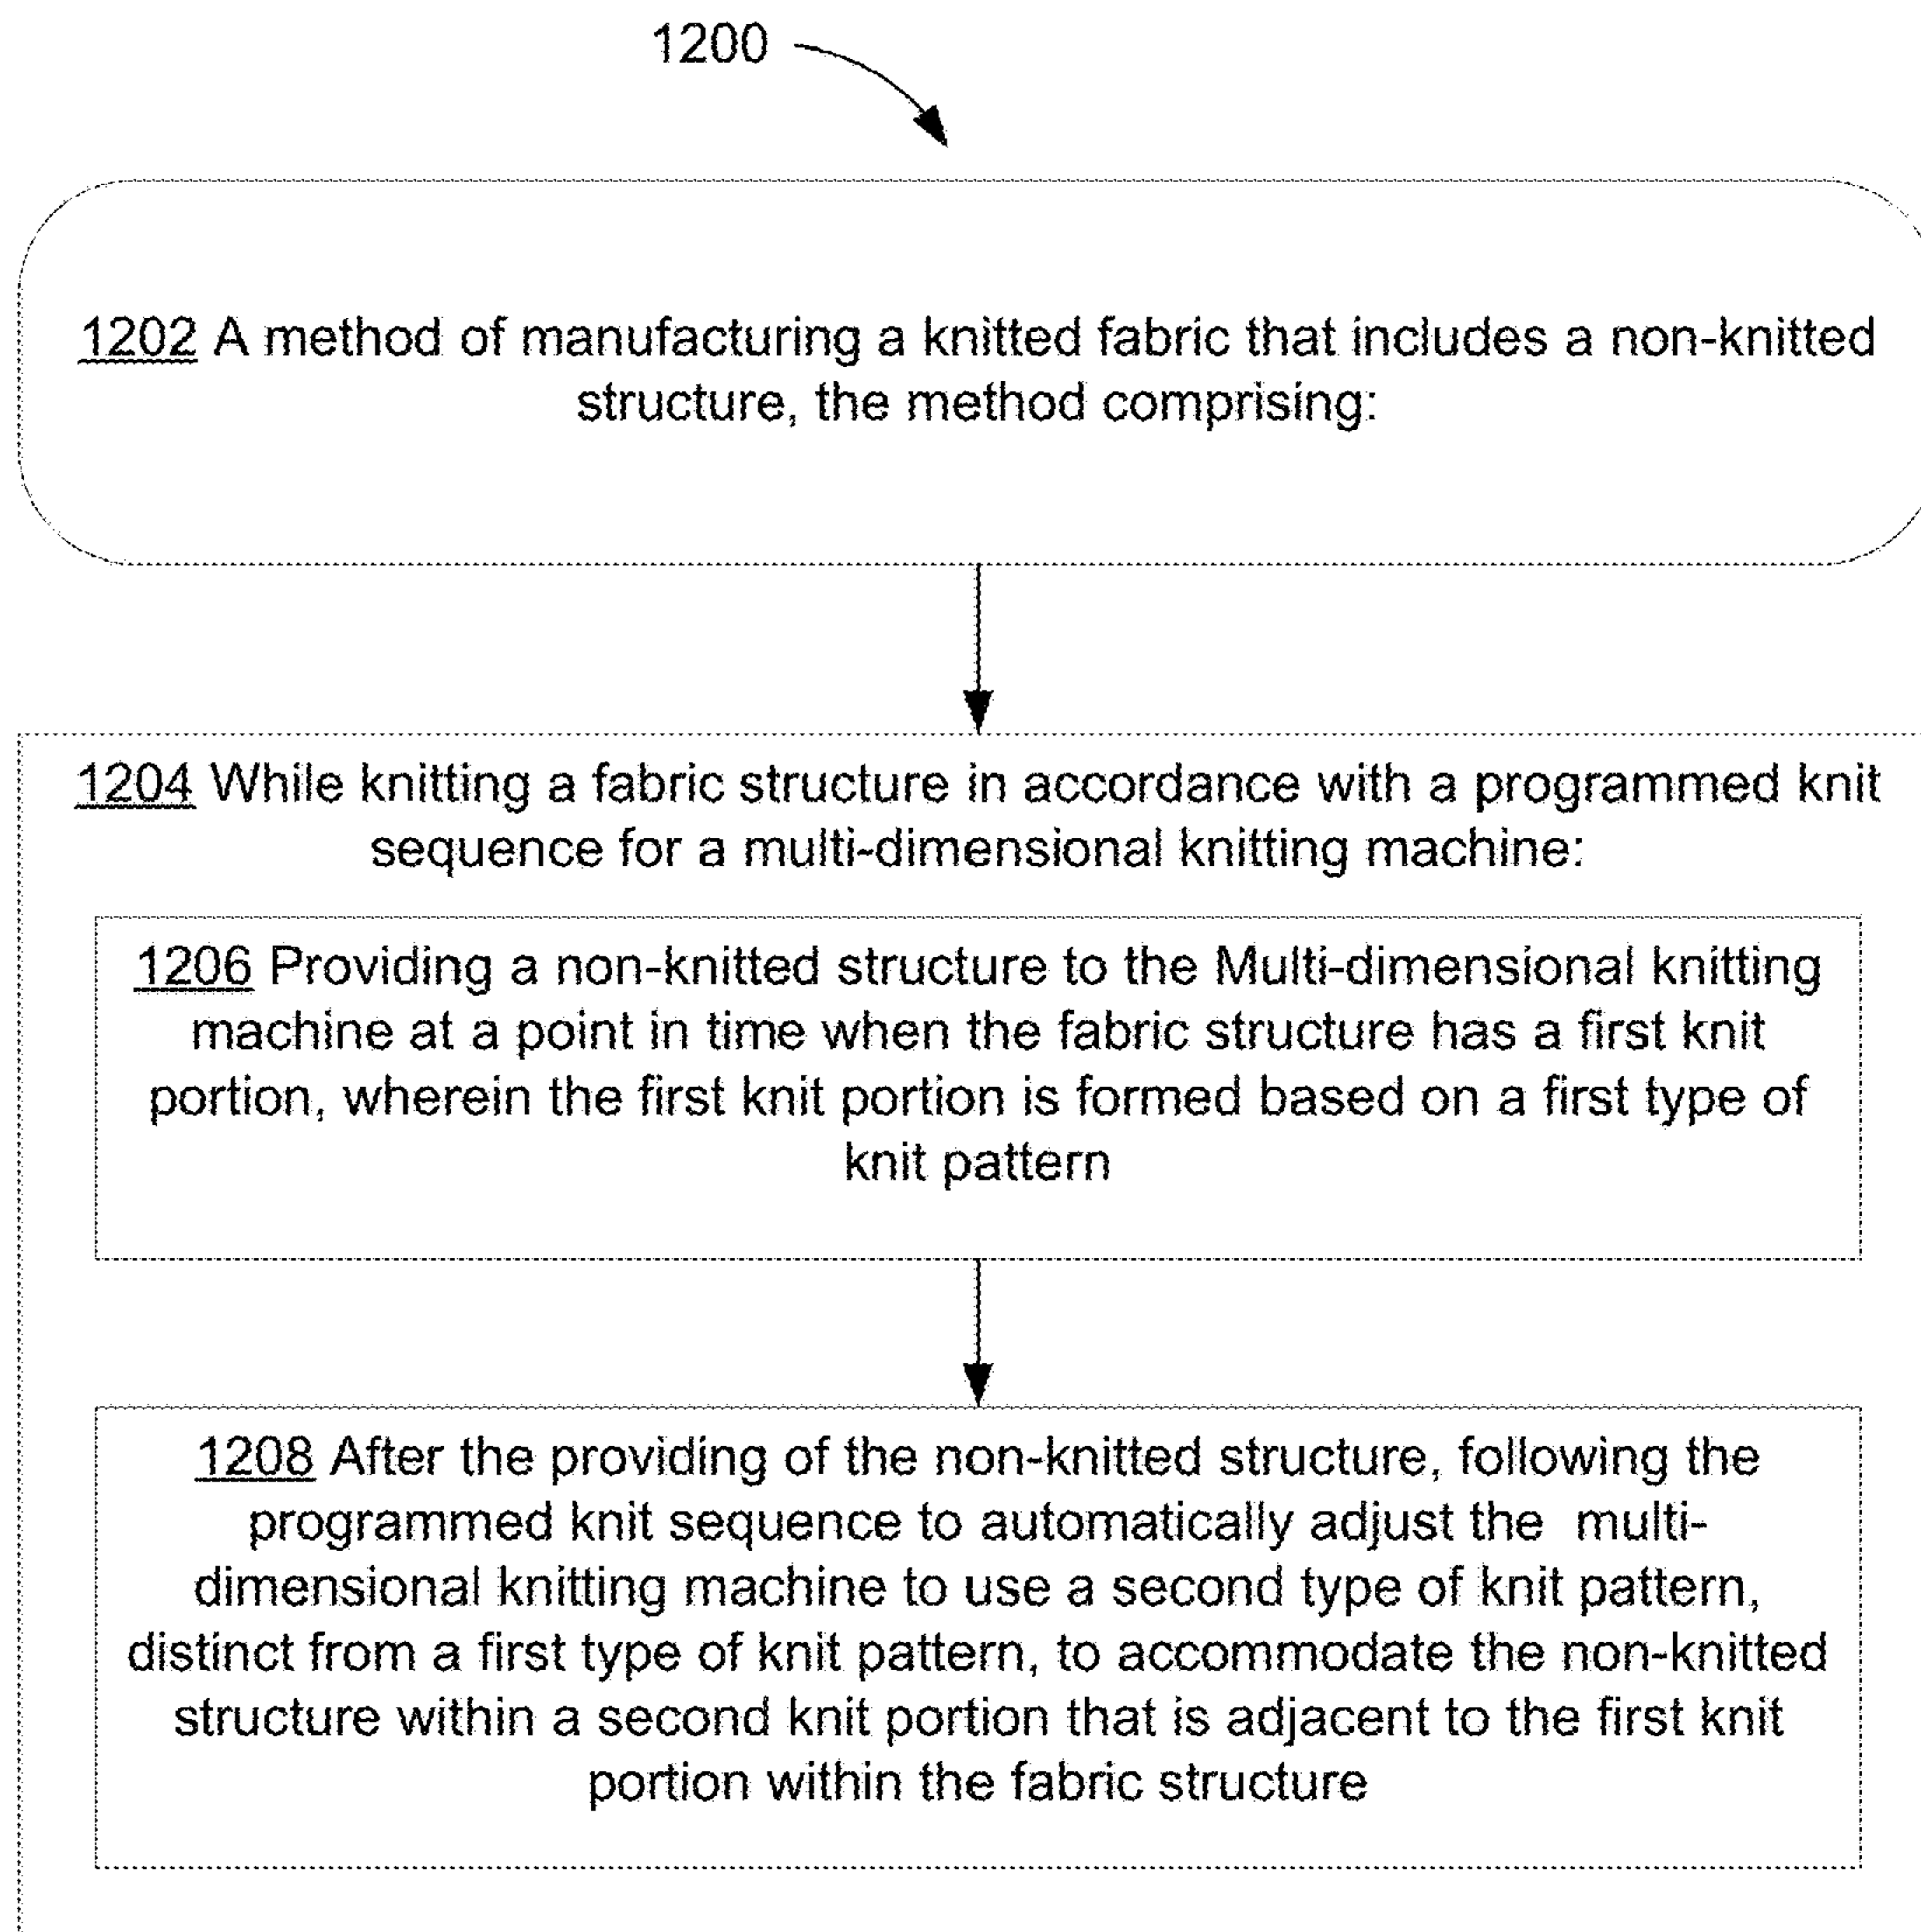 1200
1202 A method of manufacturing a knitted fabric that includes a non-knitted
structure, the method comprising:
1204 While knitting a fabric structure in accordance with a programmed knit
sequence for a multi-dimensional knitting machine:
1206 Providing a non-knitted structure to the Multi-dimensional knitting
machine at a point in time when the fabric structure has a first knit
portion, wherein the first knit portion is formed based on a first type of
knit pattern
1208 After the providing of the non-knitted structure, following the
programmed knit sequence to automatically adjust the multi-
dimensional knitting machine to use a second type of knit pattern,
distinct from a first type of knit pattern, to accommodate the non-knitted
structure within a second knit portion that is adjacent to the first knit
portion within the fabric structure